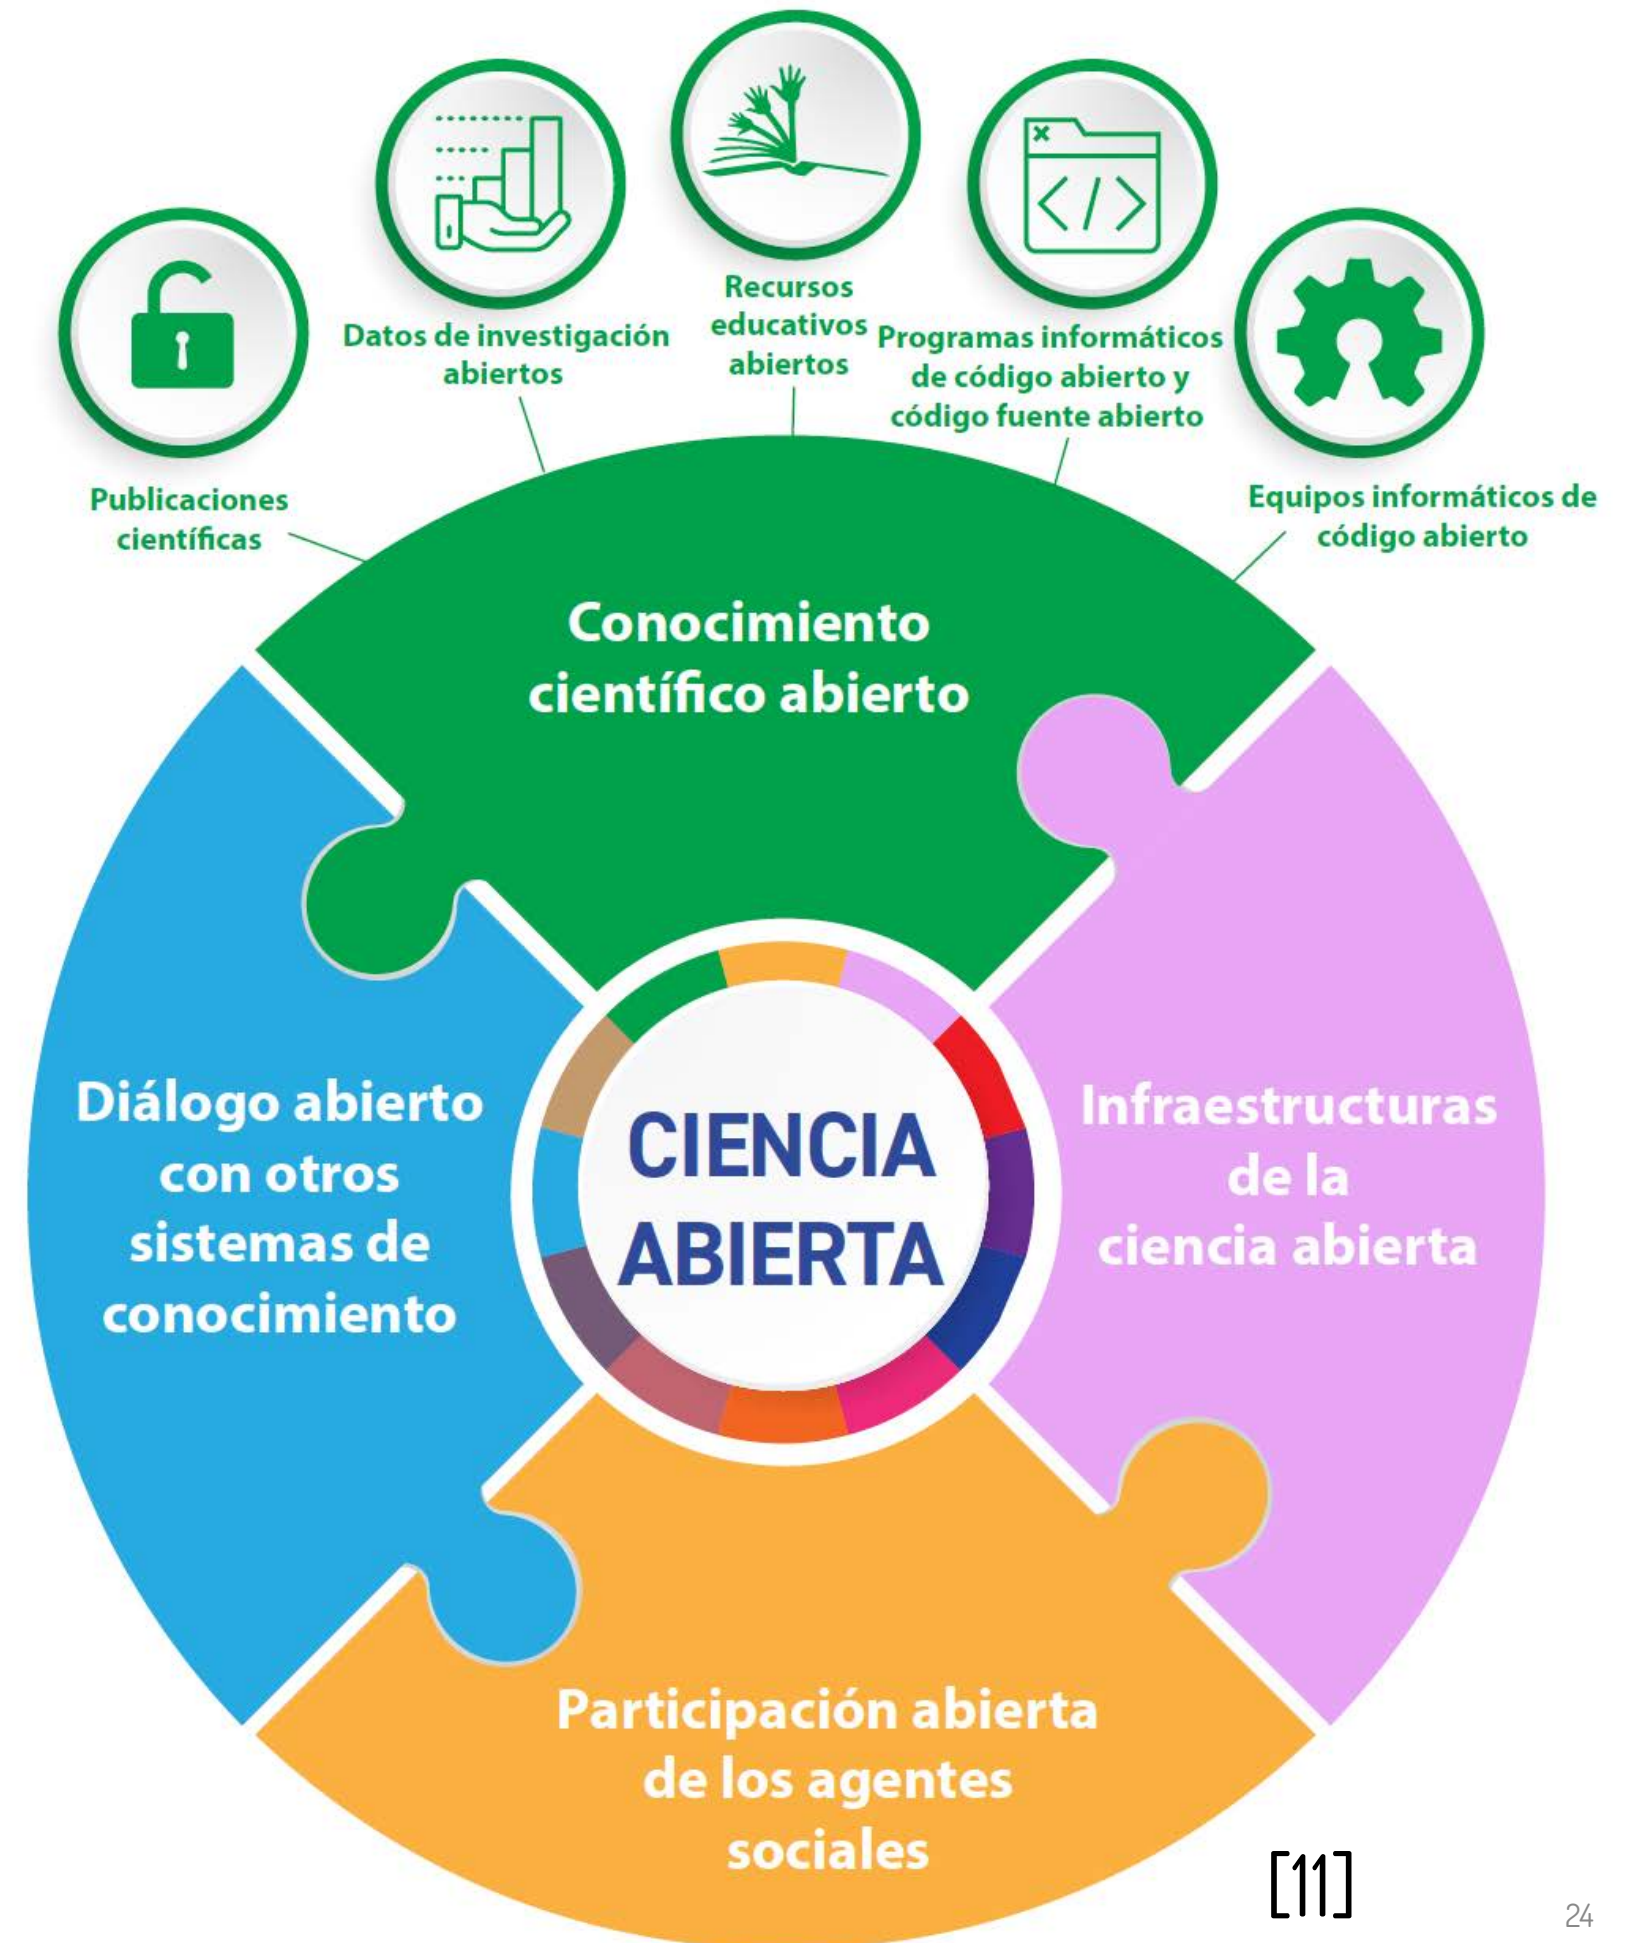 Publicaciones
científicas
Datos de investigación
abiertos
Recursos
educativos
abiertos
Programas informáticos
de código abierto y
código fuente abierto
Equipos informáticos de
código abierto
Conocimiento
científico abierto
Diálogo abierto
con otros
sistemas de
conocimiento
CIENCIA
ABIERTA
Infraestructuras
de la
ciencia abierta
Participación abierta
de los agentes
sociales
[11]
24